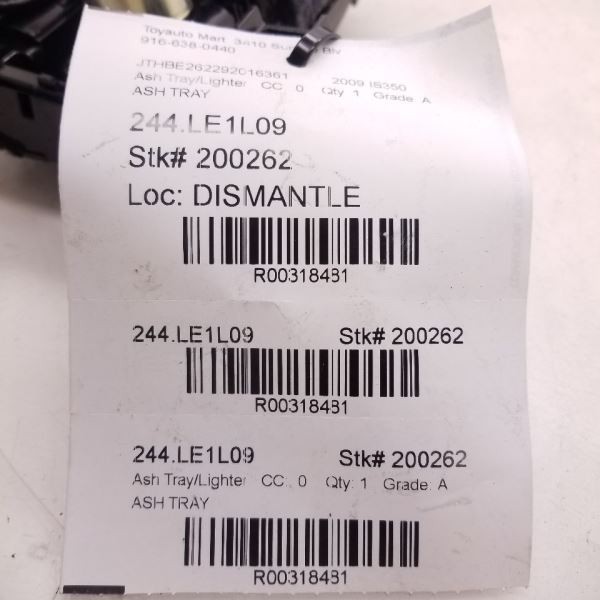 Toyauto Mart 3410 Blv
916-638-0440
JTHBE262292016361 2009 IS350
Ash Tray/Lighter CC: 0 Qty: 1 Grade: A
ASH TRAY
244.LE1L09
Stk# 200262
Loc: DISMANTLE
R00318481
244.LE1L09 Stk# 200262
R00318481
244.LE1L09 Stk# 200262
Ash Tray/Lighter CC: 0 Qty: 1 Grade: A
ASH TRAY
R00318481